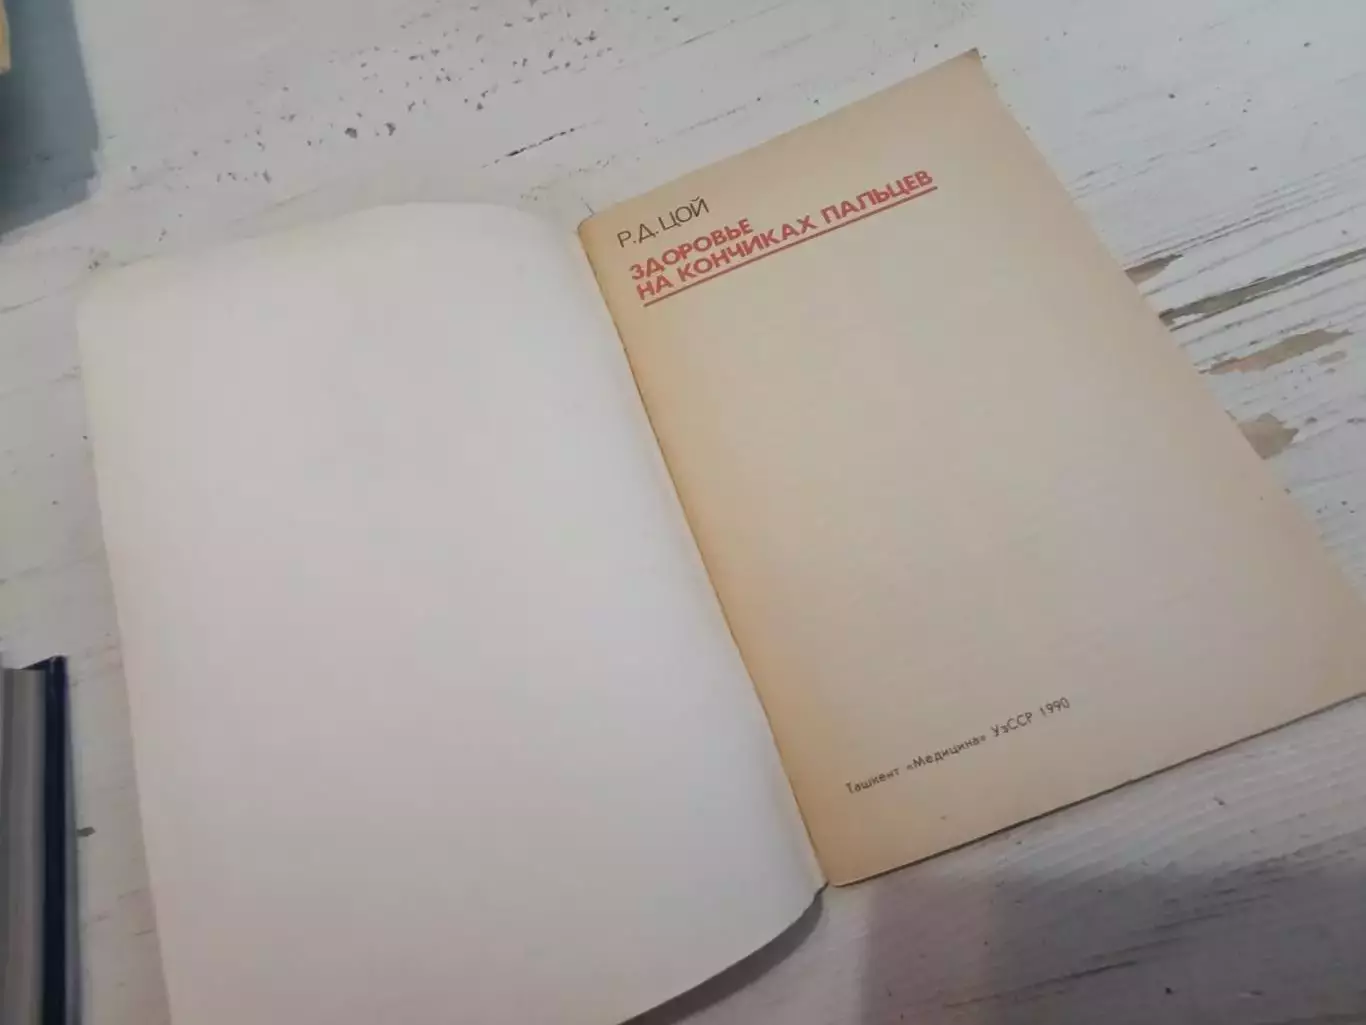 Р.Д.ЦОЙ
ЗДОРОВЬЕ
НА КОНЧИКАХ ПАЛЬЦЕВ
Ташкент «Медицина» УзССР 1990